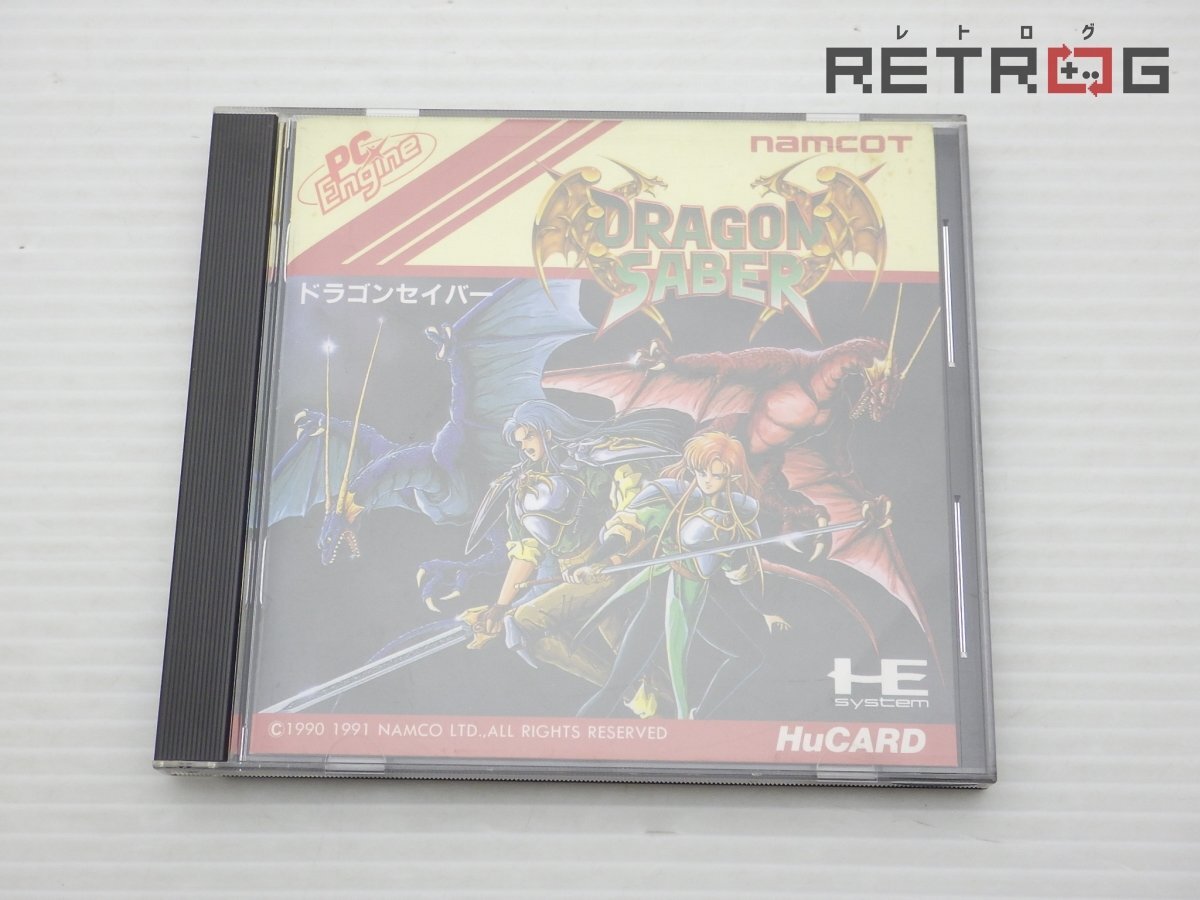 レトログ
RETROG
PC Engine
namcoT
DRAGON
SABER
ドラゴンセイバー
HE
system
©1990 1991 NAMCO LTD.,ALL RIGHTS RESERVED
HuCARD